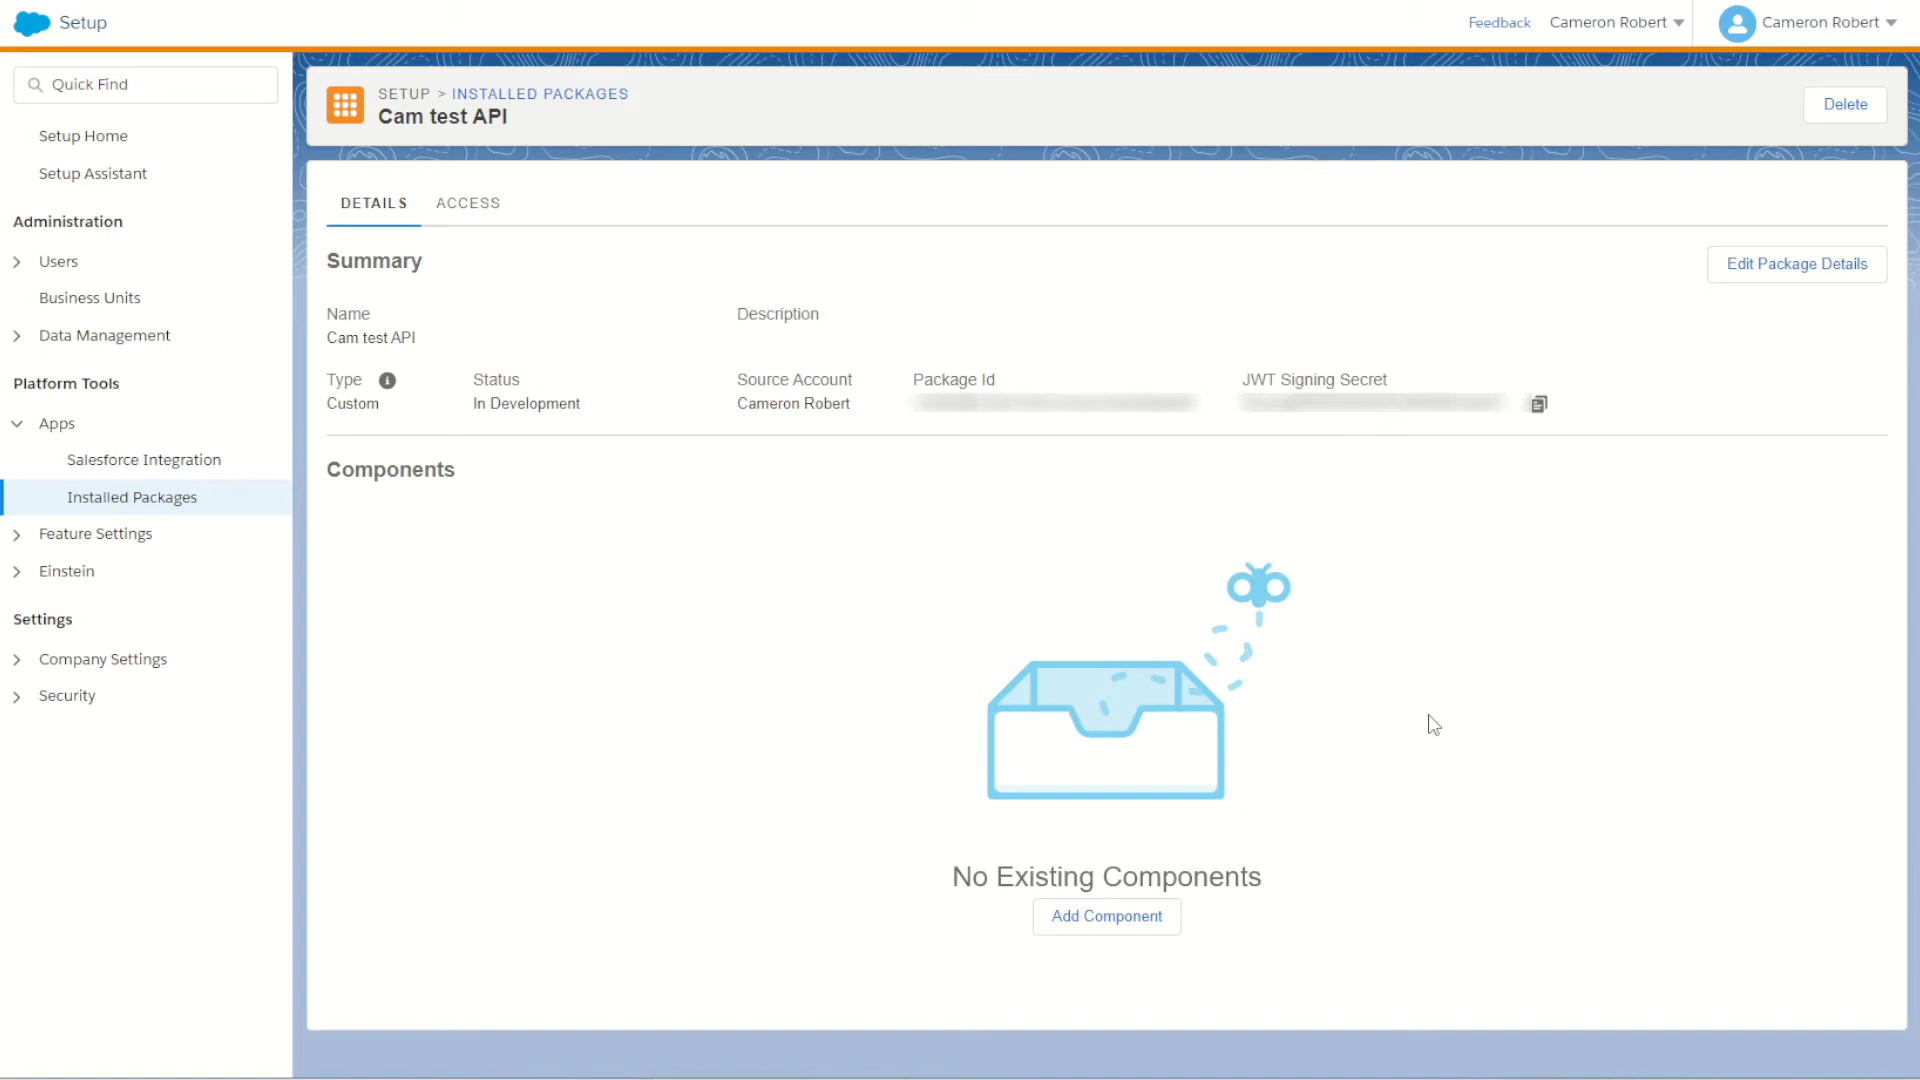 Setup
Feedback
Cameron Robert
Cameron Robert
Quick Find
Setup Home
Setup Assistant
Administration
Users
Business Units
Data Management
Platform Tools
Apps
Salesforce Integration
Installed Packages
Feature Settings
Einstein
Settings
Company Settings
Security
SETUP > INSTALLED PACKAGES
Cam test API
Delete
DETAILS ACCESS
Summary
Edit Package Details
Name
Cam test API
Description
Type
Custom
Status
In Development
Source Account
Cameron Robert
Package Id
JWT Signing Secret
Components
No Existing Components
Add Component